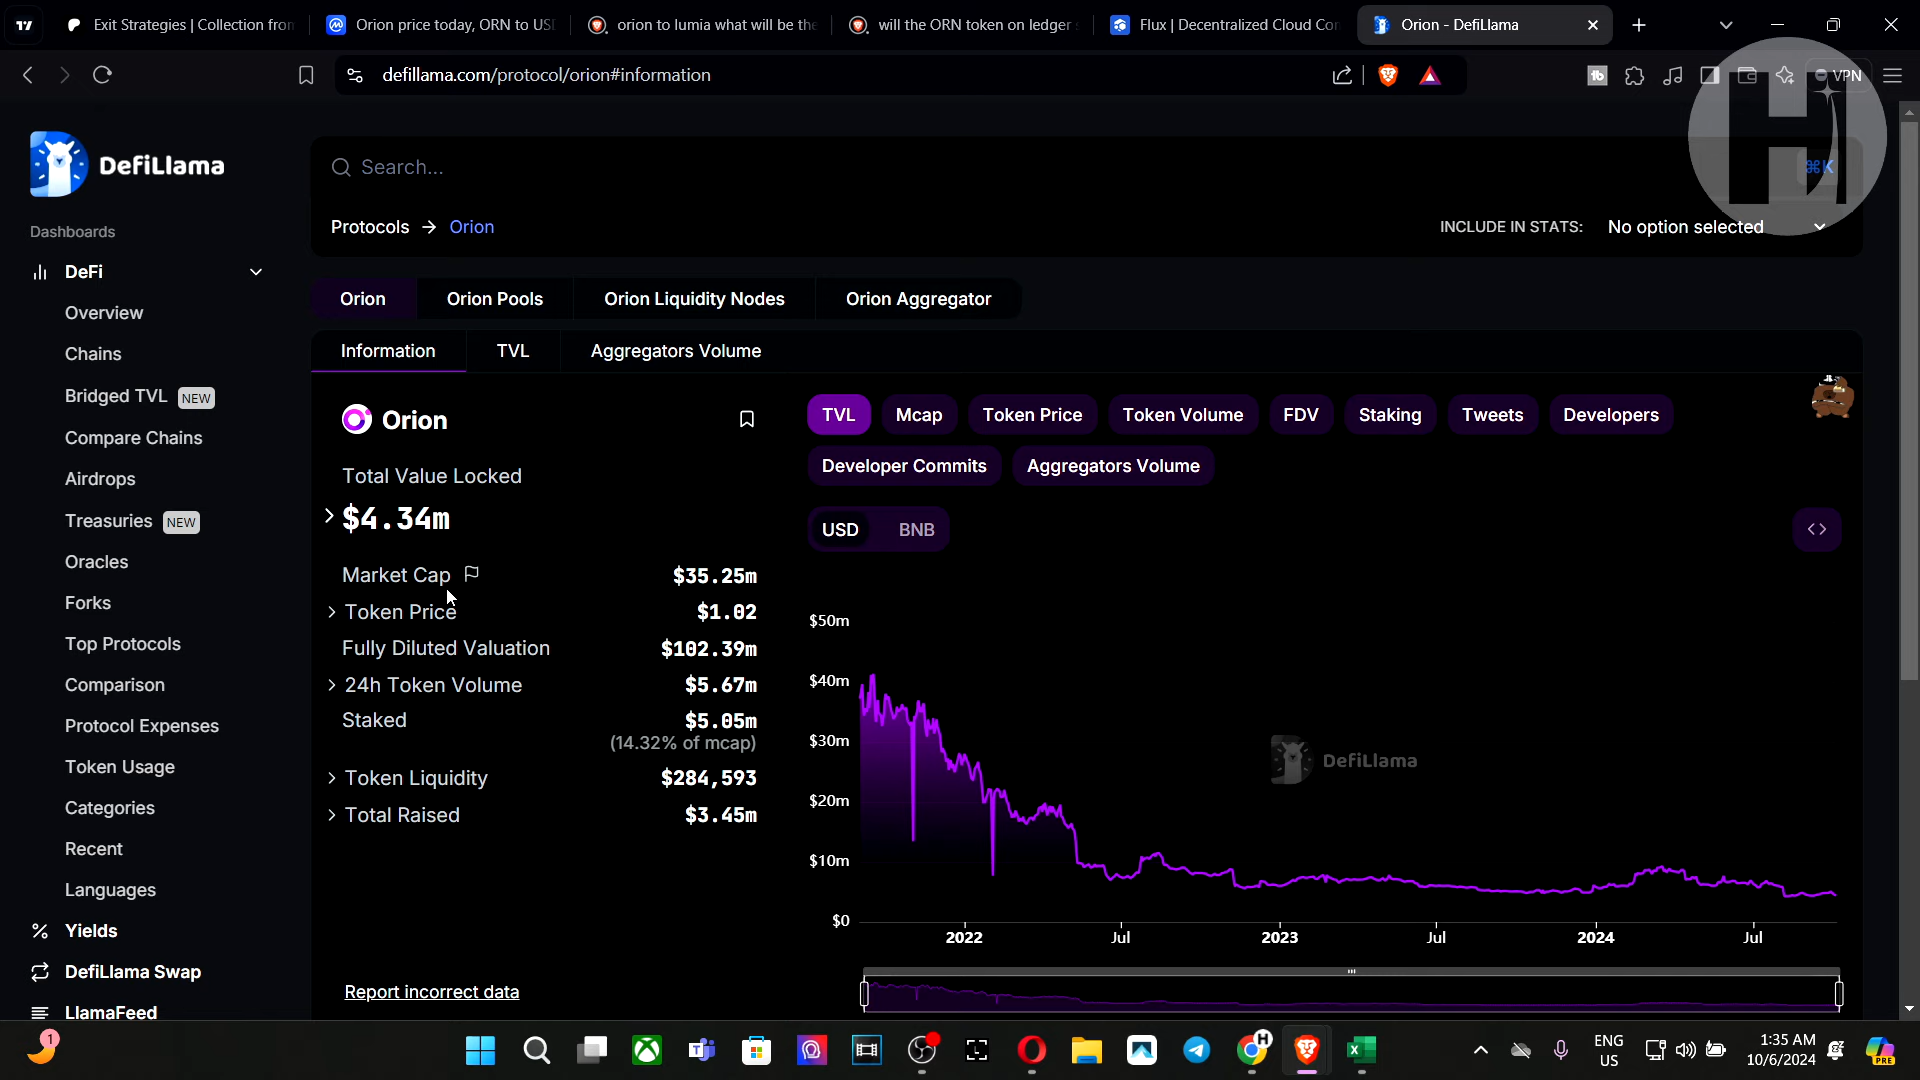 Exit Strategies | Collection from
Orion price today, ORN to US
orion to lumia what will be the
will the ORN token on ledger
Flux | Decentralized Cloud Co
Orion - DefiLlama
defillama.com/protocol/orion#information
tb
VPN
DefiLlama
Search...
⌘K
H
Protocols → Orion
INCLUDE IN STATS: No option selected
Dashboards
DeFi
Overview
Chains
Bridged TVL NEW
Compare Chains
Airdrops
Treasuries NEW
Oracles
Forks
Top Protocols
Comparison
Protocol Expenses
Token Usage
Categories
Recent
Languages
Yields
DefiLlama Swap
LlamaFeed
Orion Orion Pools Orion Liquidity Nodes Orion Aggregator
Information TVL Aggregators Volume
Orion
Total Value Locked
$4.34m
Market Cap $35.25m
Token Price $1.02
Fully Diluted Valuation $102.39m
24h Token Volume $5.67m
Staked $5.05m
(14.32% of mcap)
Token Liquidity $284,593
Total Raised $3.45m
Report incorrect data
TVL Mcap Token Price Token Volume FDV Staking Tweets Developers
Developer Commits Aggregators Volume
USD BNB
$50m
$40m
$30m
$20m
$10m
$0
DefiLlama
2022 Jul 2023 Jul 2024 Jul
1
H
ENG
US
1:35 AM
10/6/2024
PRE